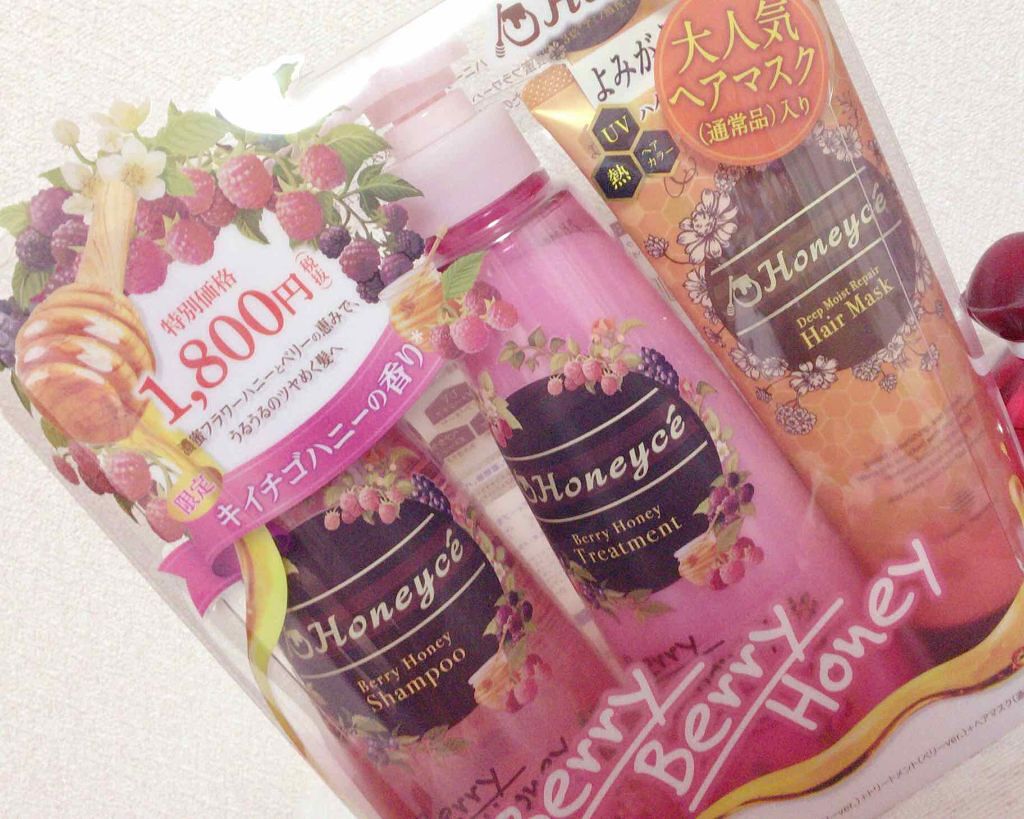 特別価格
1,800円(税抜)
蜂蜜フラワーハニーとベリーの恵みで、
うるうるのツヤめく髪へ
限定
キイチゴハニーの香り
大人気
ヘアマスク
(通常品)入り
よみが
UV
熱
ヘア
カラー
Honeycé
Deep Moist Repair
Hair Mask
Honeycé
Berry Honey
Treatment
Honeycé
Berry Honey
Shampoo
Berry
Berry
Honey